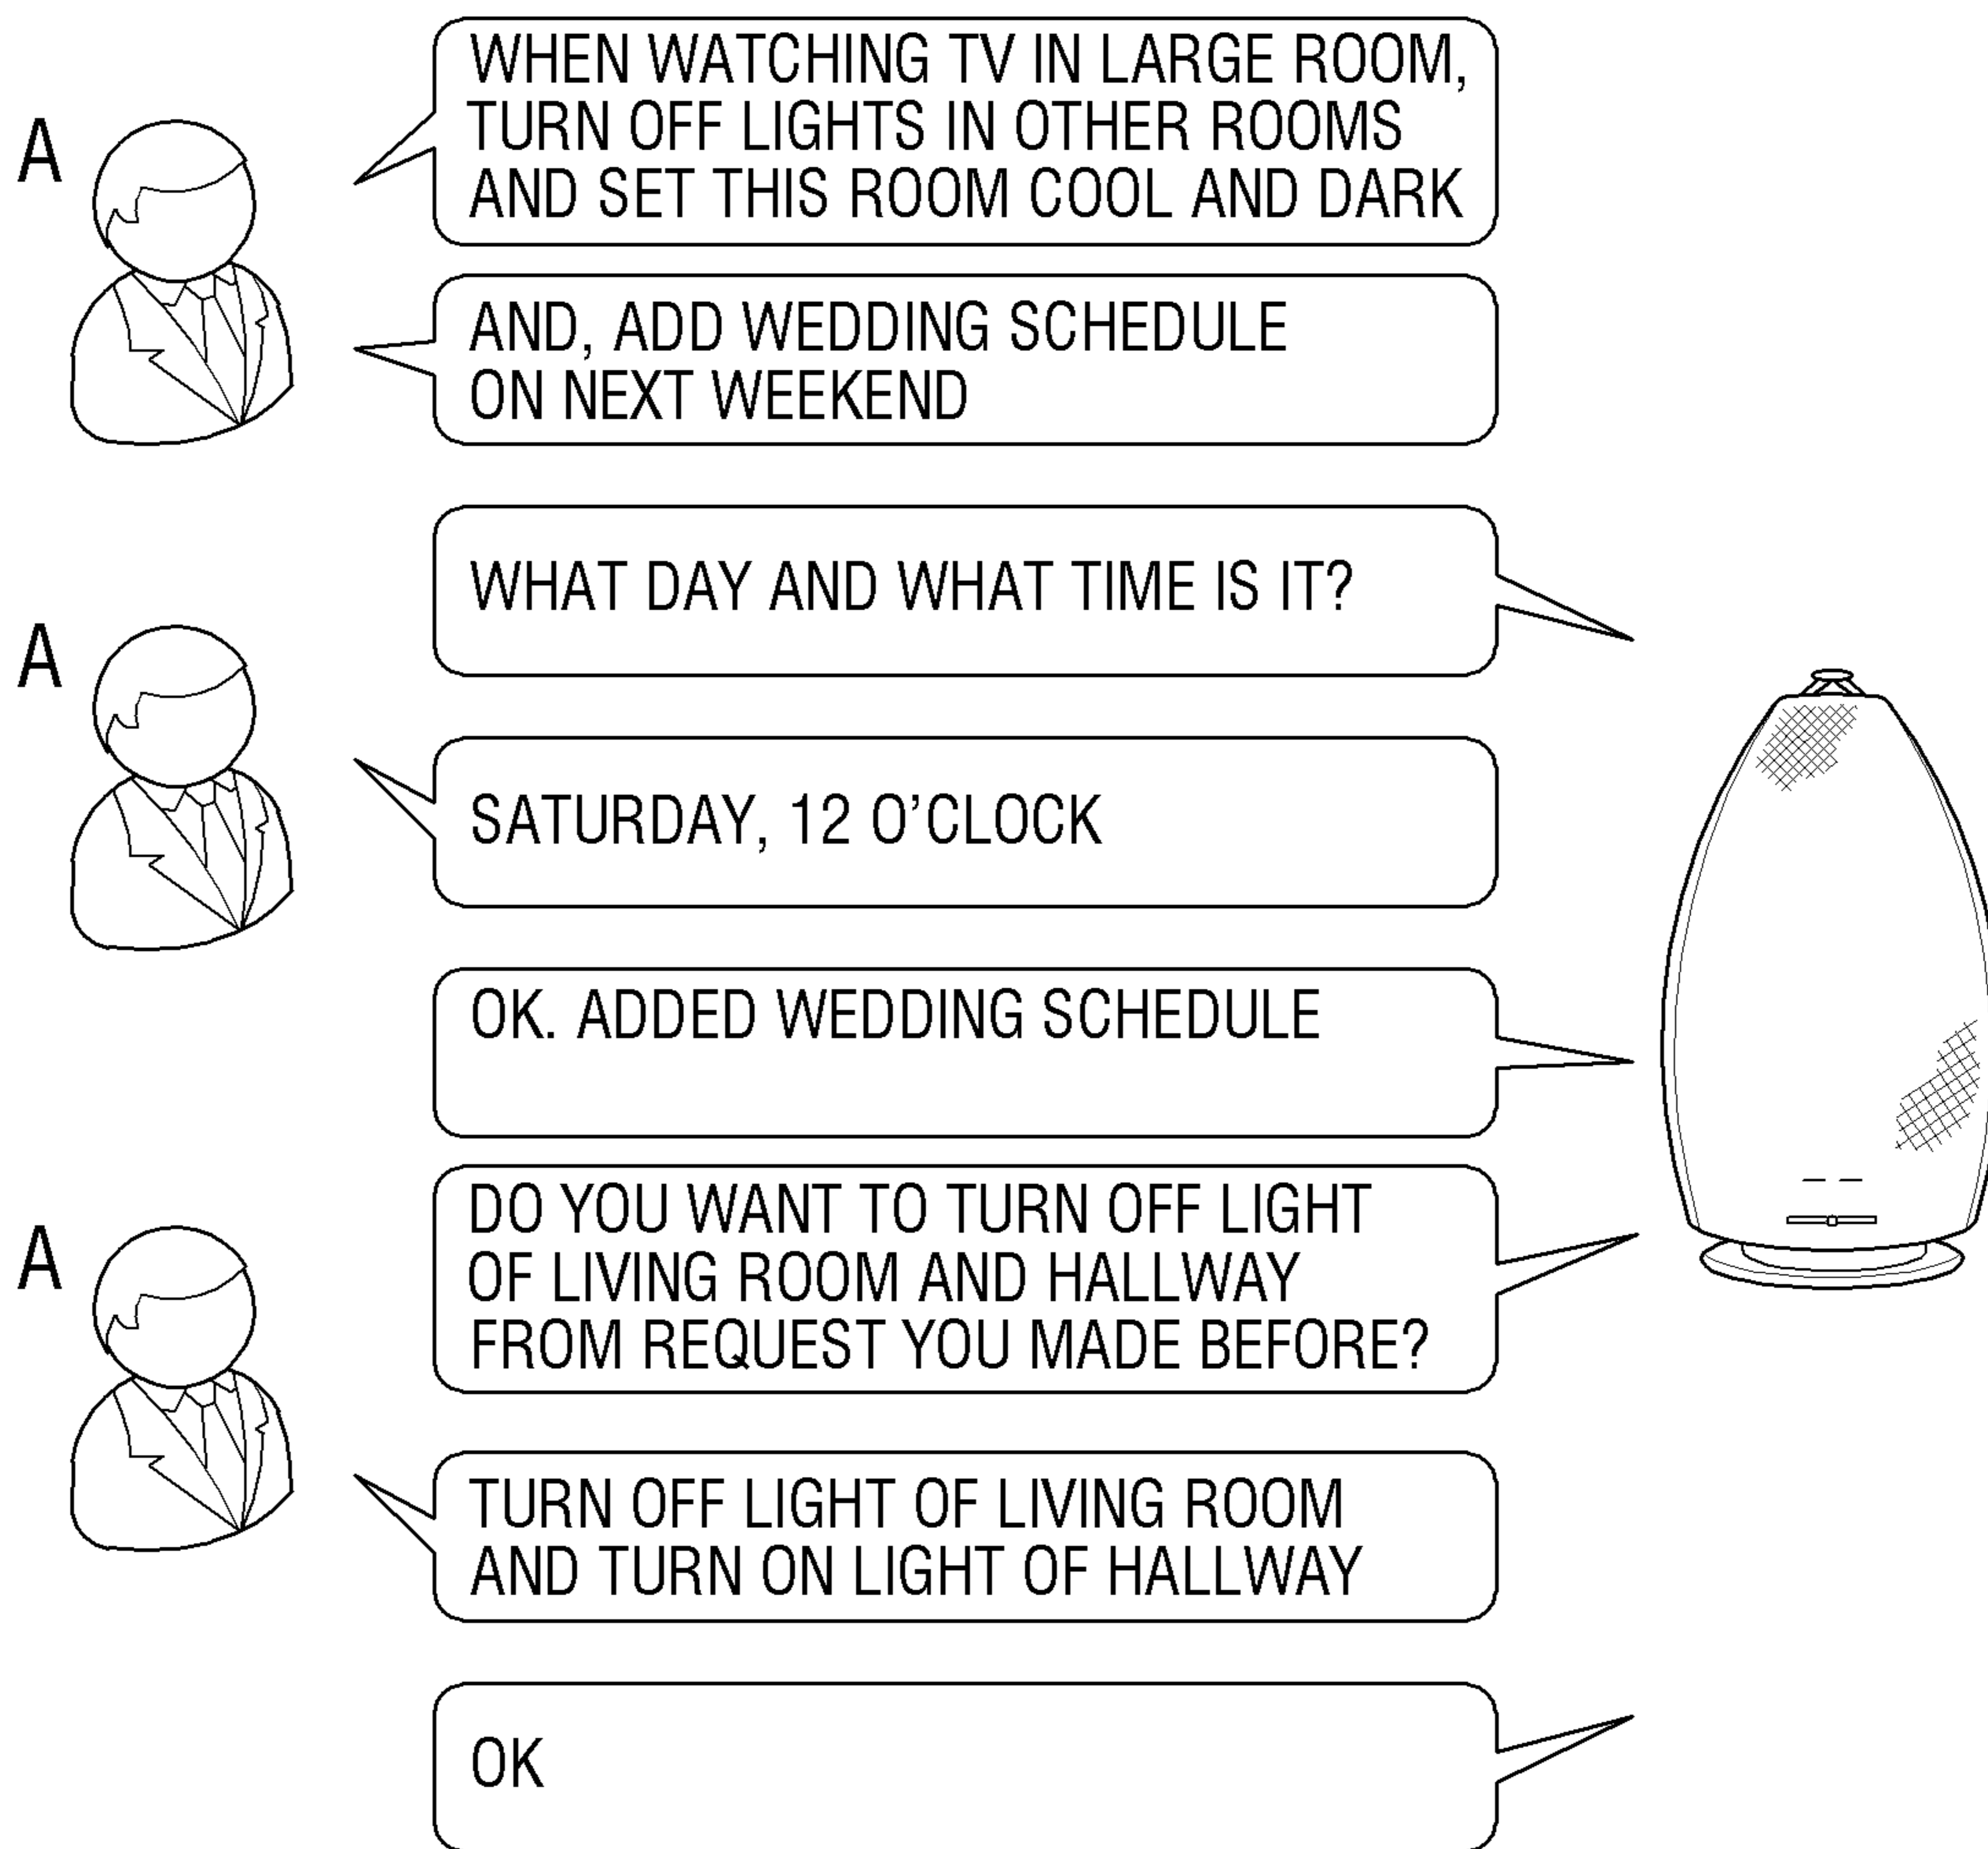 WHEN WATCHING TV IN LARGE ROOM,
TURN OFF LIGHTS IN OTHER ROOMS
AND SET THIS ROOM COOL AND DARK
A
AND, ADD WEDDING SCHEDULE
ON NEXT WEEKEND
WHAT DAY AND WHAT TIME IS IT?
A
SATURDAY, 12 O’CLOCK
OK. ADDED WEDDING SCHEDULE
DO YOU WANT TO TURN OFF LIGHT
OF LIVING ROOM AND HALLWAY
FROM REQUEST YOU MADE BEFORE?
A
TURN OFF LIGHT OF LIVING ROOM
AND TURN ON LIGHT OF HALLWAY
OK